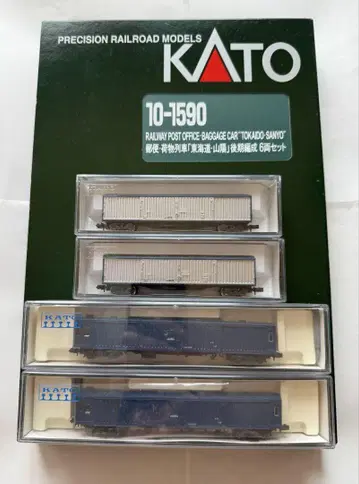 PRECISION RAILROAD MODELS
KATO
10-1590
RAILWAY POST OFFICE・BAGGAGE CAR "TOKAIDO・SANYO"
郵便・荷物列車「東海道・山陽」後期編成 6両セット
KATO
KATO